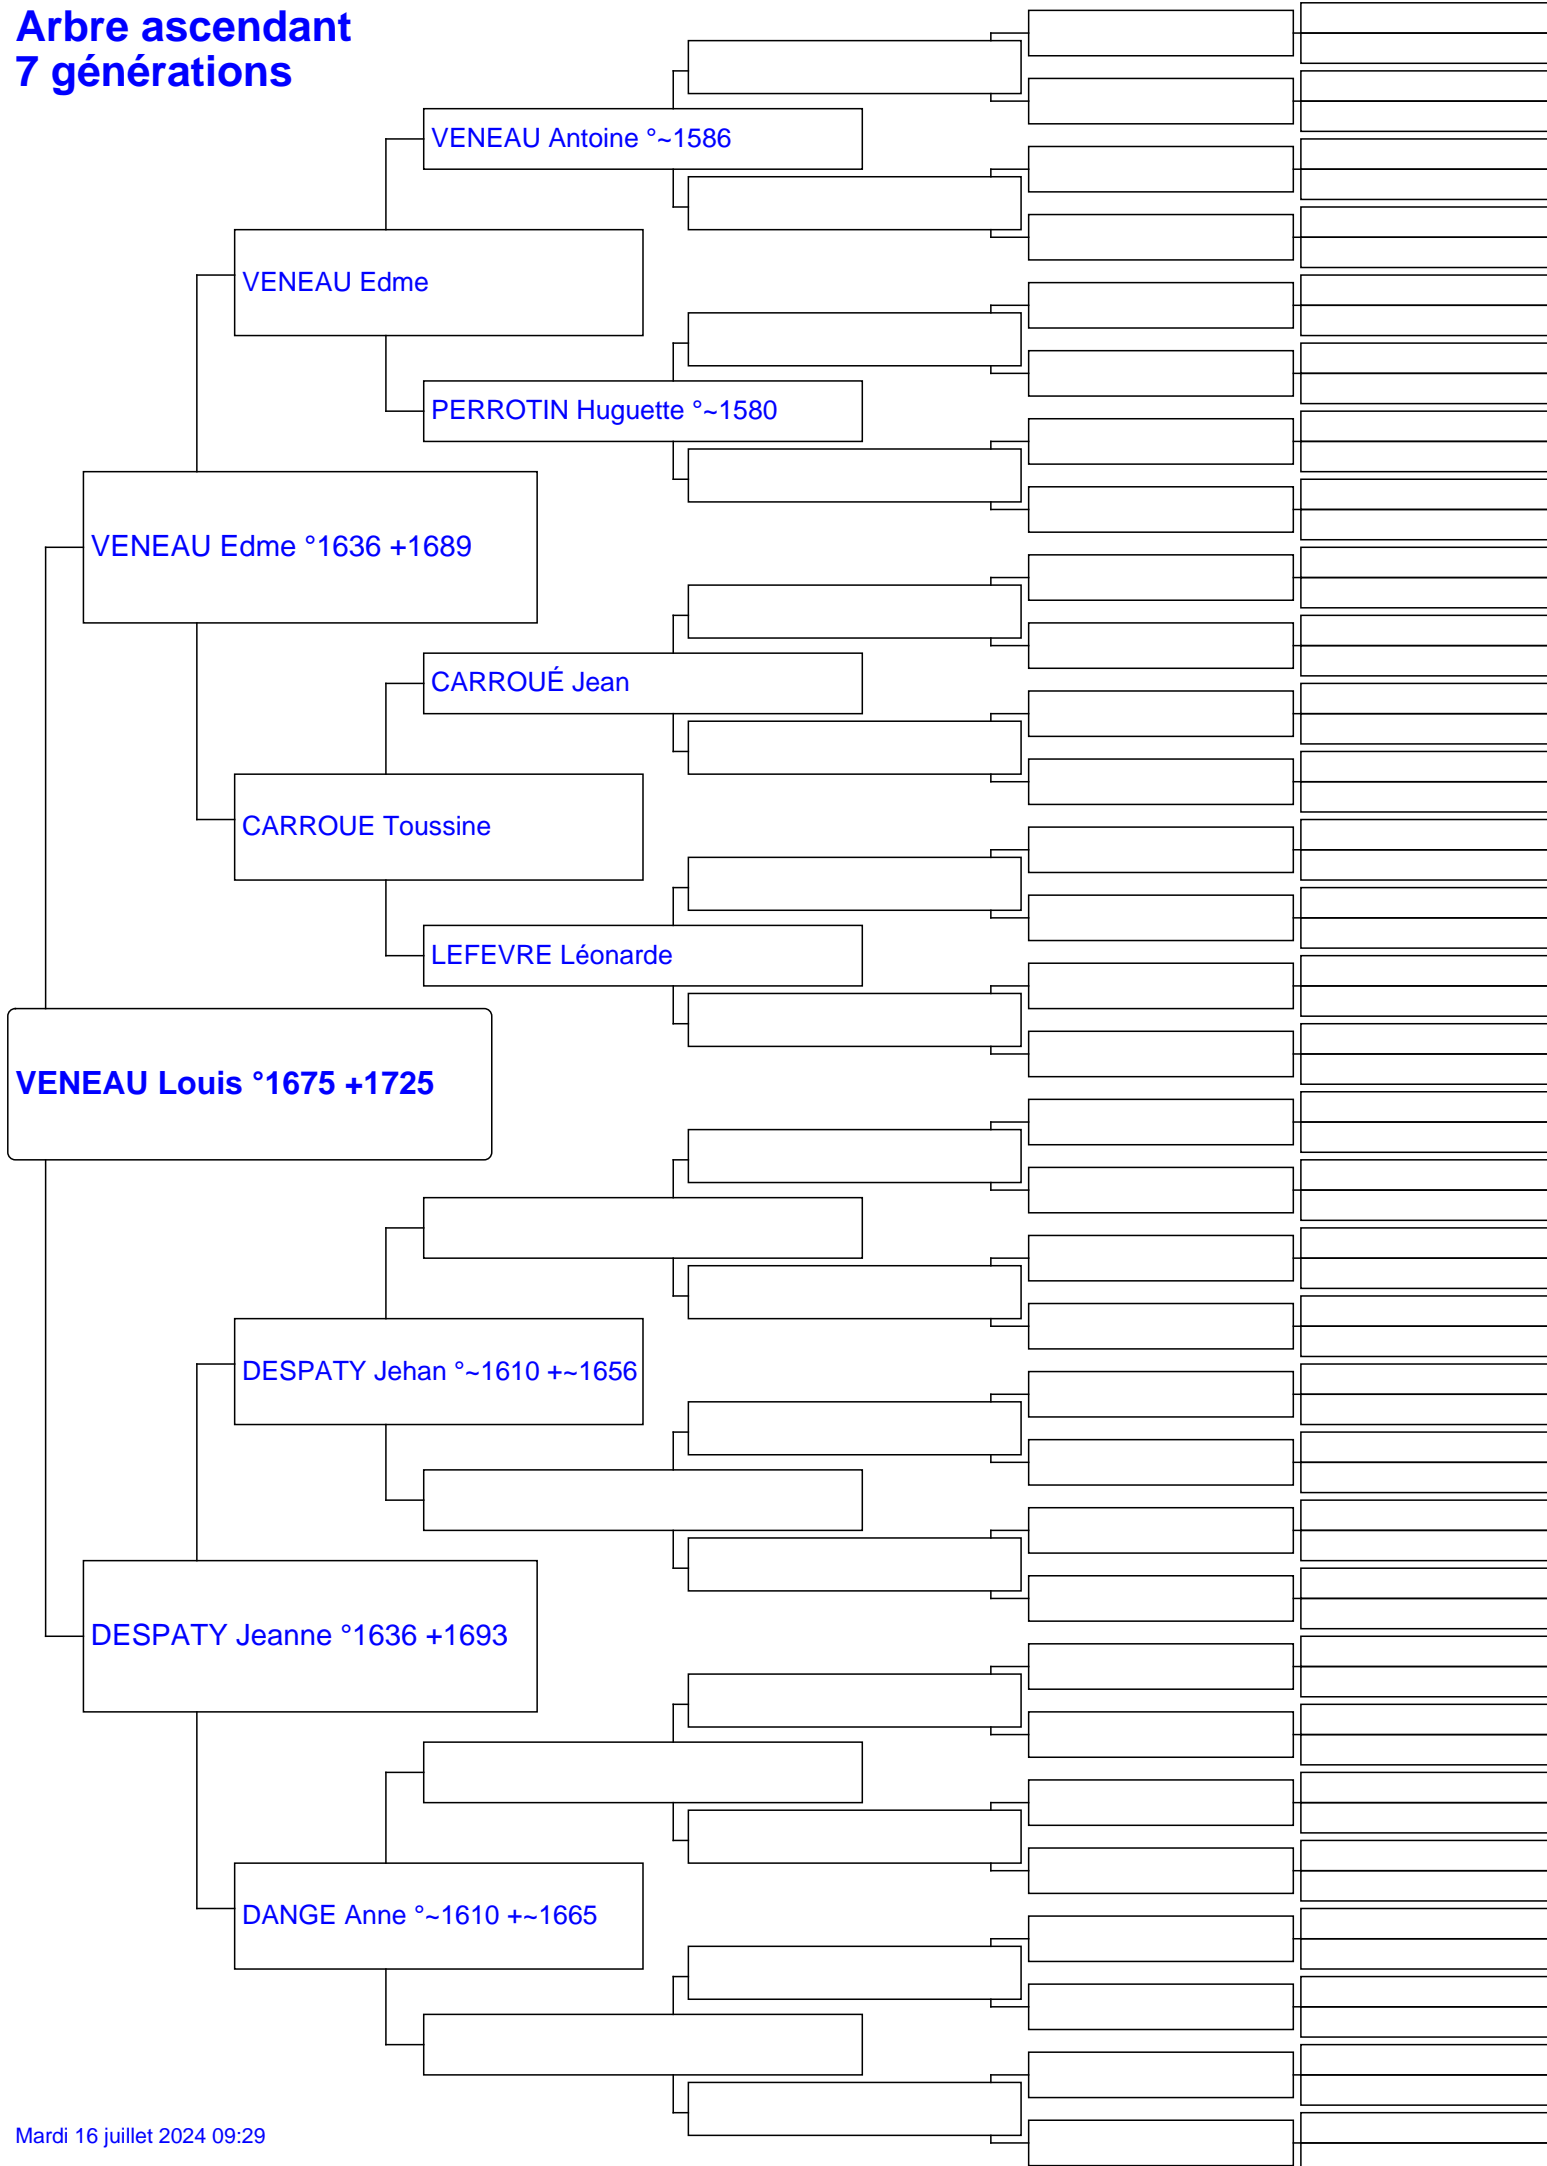 Arbre ascendant
7 générations
VENEAU Antoine °~1586
VENEAU Edme
PERROTIN Huguette °~1580
VENEAU Edme °1636 +1689
CARROUÉ Jean
CARROUE Toussine
LEFEVRE Léonarde
VENEAU Louis °1675 +1725
DESPATY Jehan °~1610 +~1656
DESPATY Jeanne °1636 +1693
DANGE Anne °~1610 +~1665
Mardi 16 juillet 2024 09:29